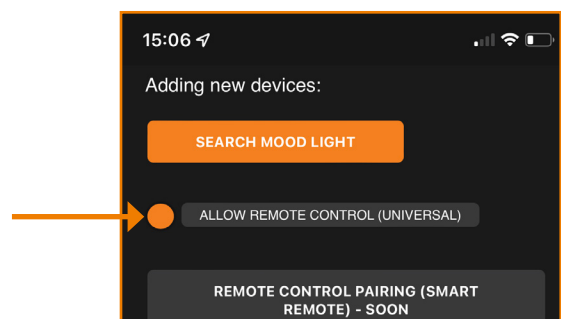 15:06
Adding new devices:
SEARCH MOOD LIGHT
ALLOW REMOTE CONTROL (UNIVERSAL)
REMOTE CONTROL PAIRING (SMART
REMOTE) - SOON